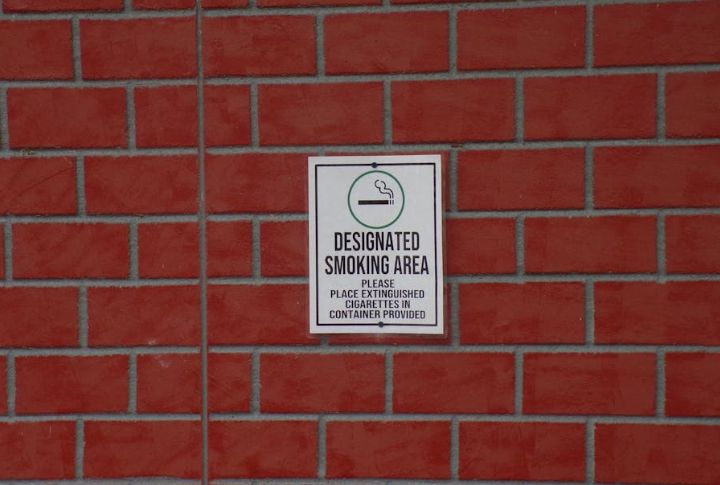 DESIGNATED
SMOKING AREA
PLEASE
PLACE EXTINGUISHED
CIGARETTES IN
CONTAINER PROVIDED